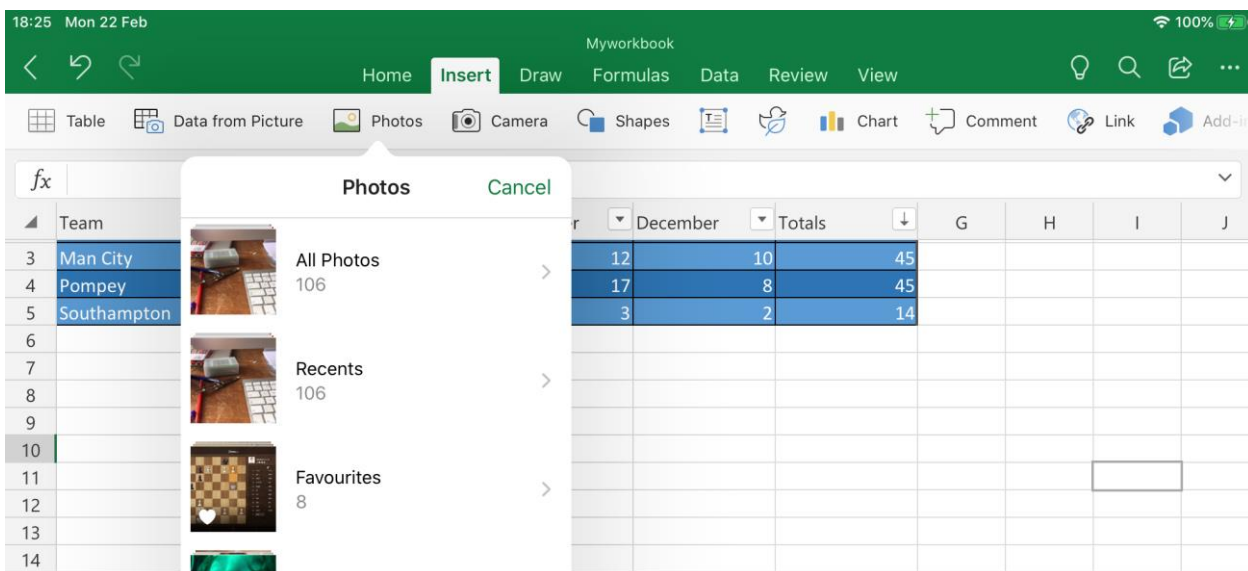 18:25 Mon 22 Feb 100%
Myworkbook
Home Insert Draw Formulas Data Review View
Table Data from Picture Photos Camera Shapes Chart Comment Link Add-in
fx
Photos Cancel
Team r December Totals G H I J
3 Man City 12 10 45
4 Pompey 17 8 45
5 Southampton 3 2 14
6
7
8
9
10
11
12
13
14
All Photos
106
Recents
106
Favourites
8